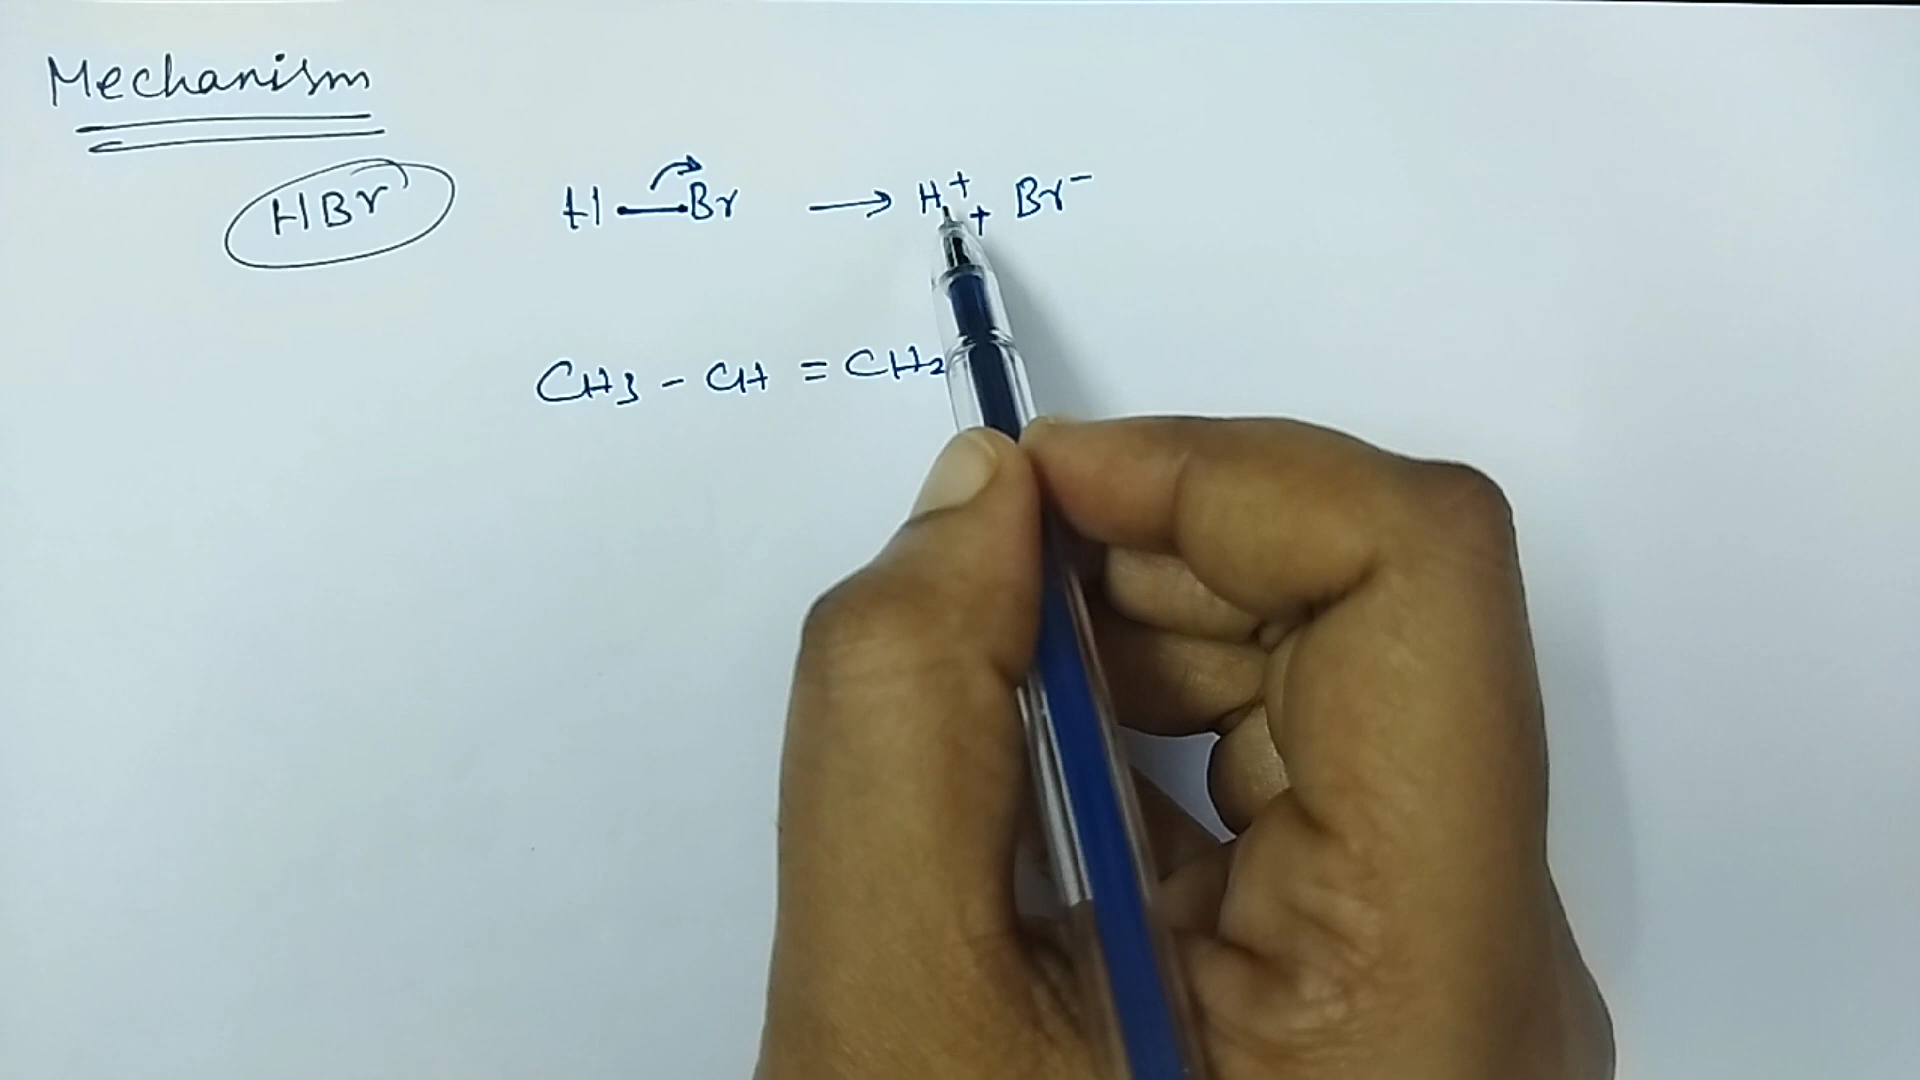 Mechanism
HBr H—Br ⟶ H⁺ + Br⁻
CH₃ - CH = CH₂